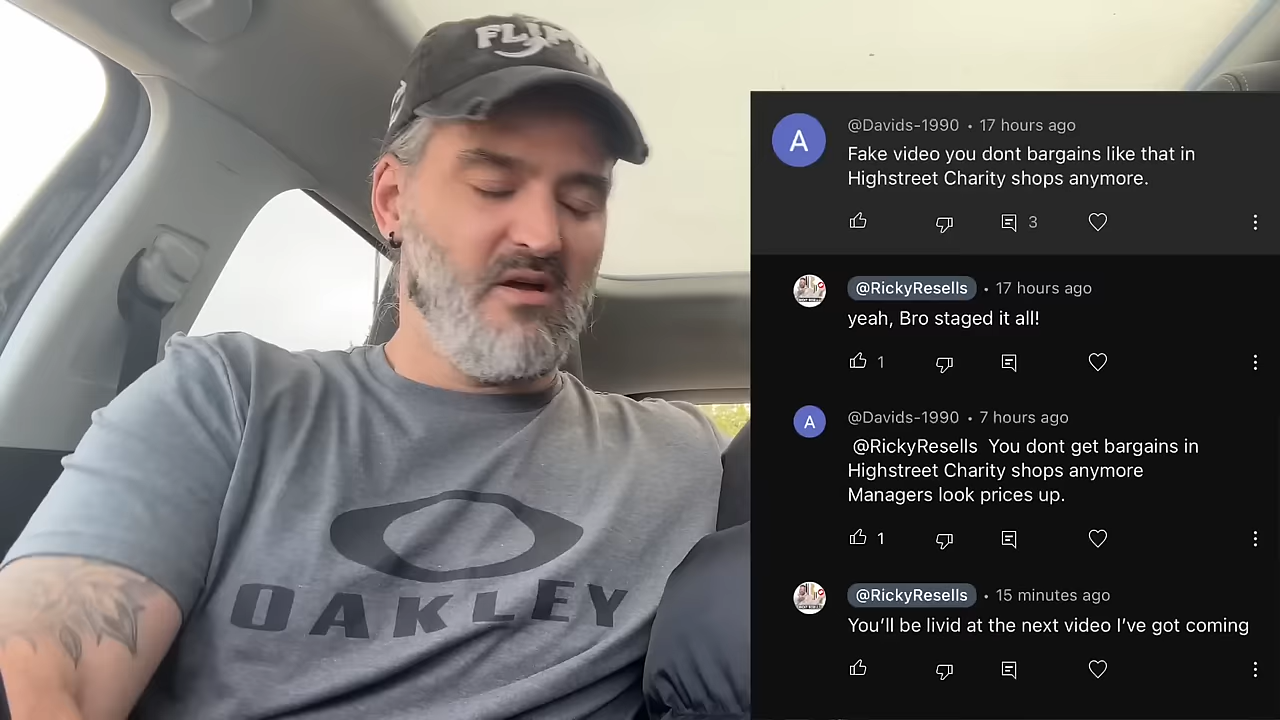 OAKLEY
A
@Davids-1990 • 17 hours ago
Fake video you dont bargains like that in
Highstreet Charity shops anymore.
3
@RickyResells • 17 hours ago
yeah, Bro staged it all!
1
A
@Davids-1990 • 7 hours ago
@RickyResells You dont get bargains in
Highstreet Charity shops anymore
Managers look prices up.
1
@RickyResells • 15 minutes ago
You’ll be livid at the next video I’ve got coming